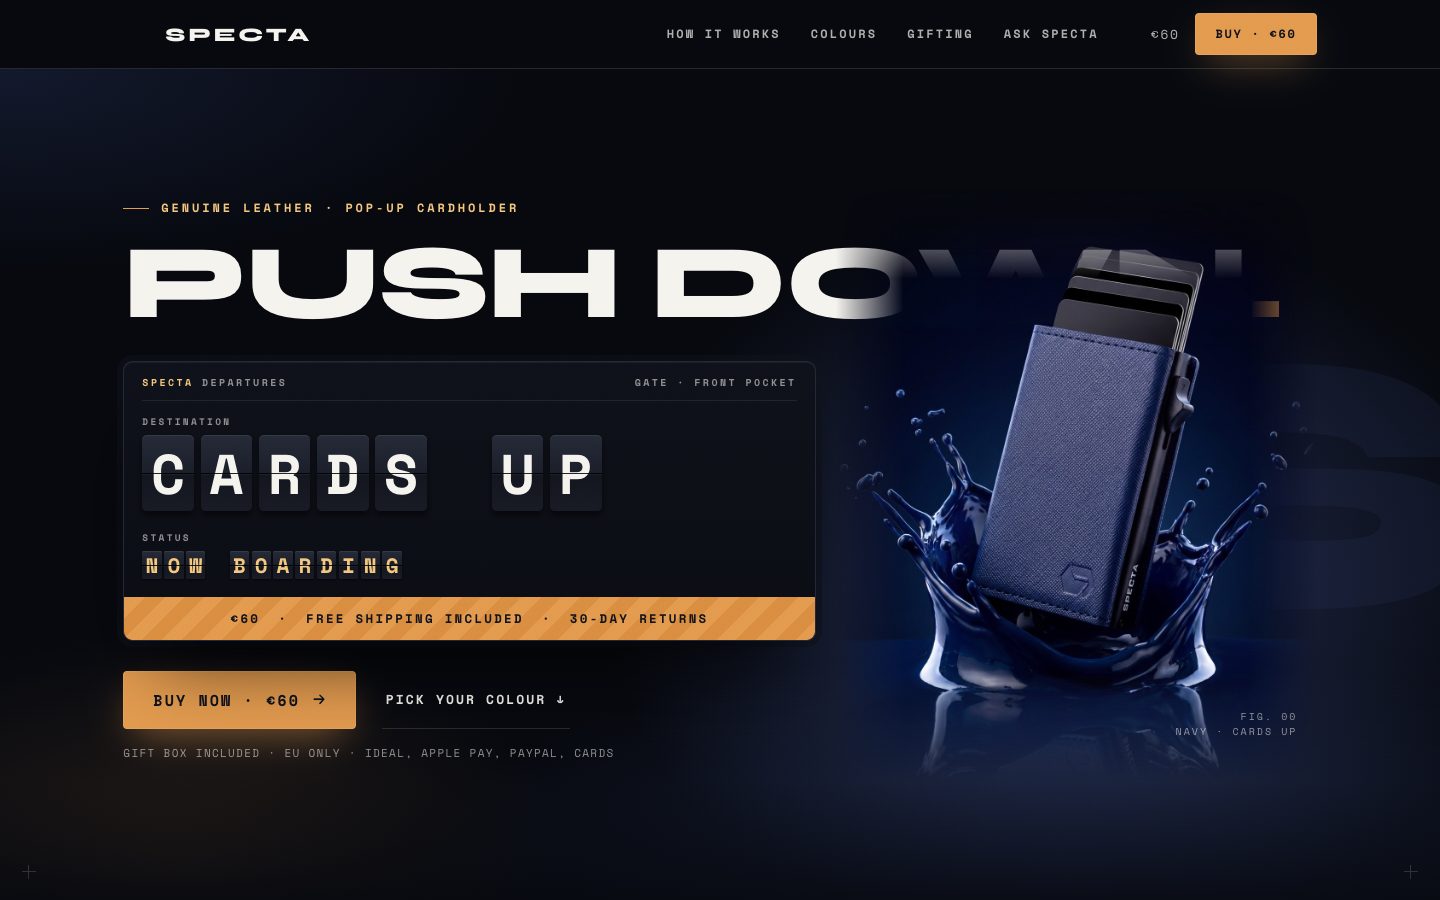 SPECTA
HOW IT WORKS
COLOURS
GIFTING
ASK SPECTA
€60
BUY · €60
GENUINE LEATHER · POP-UP CARDHOLDER
PUSH DOWN
SPECTA DEPARTURES
GATE · FRONT POCKET
DESTINATION
CARDS UP
STATUS
NOW BOARDING
€60 · FREE SHIPPING INCLUDED · 30-DAY RETURNS
BUY NOW · €60 →
PICK YOUR COLOUR ↓
GIFT BOX INCLUDED · EU ONLY · IDEAL, APPLE PAY, PAYPAL, CARDS
SPECTA
FIG. 00
NAVY · CARDS UP